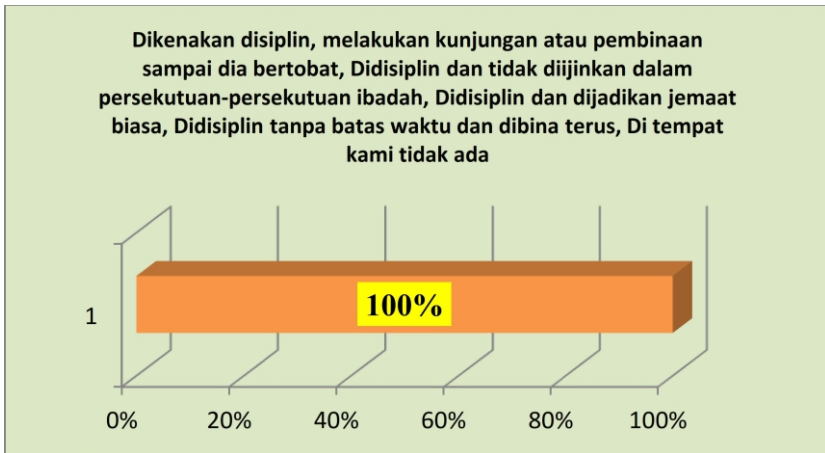 Dikenakan disiplin, melakukan kunjungan atau pembinaan
sampai dia bertobat, Didisiplin dan tidak diijinkan dalam
persekutuan-persekutuan ibadah, Didisiplin dan dijadikan jemaat
biasa, Didisiplin tanpa batas waktu dan dibina terus, Di tempat
kami tidak ada
100%
1
0% 20% 40% 60% 80% 100%